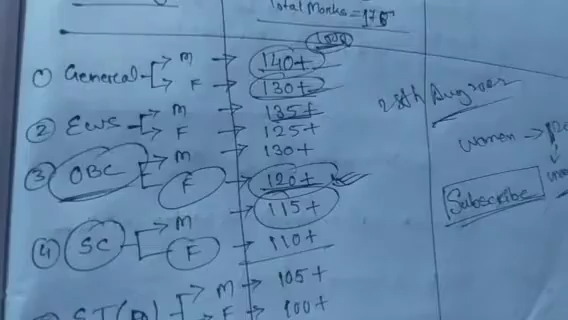 Total Marks = 175
① General M → 140+
F → 130+
② EWS M → 135+
F → 125+
③ OBC M → 130+
F → 120+
④ SC M → 115+
F → 110+
ST M → 105+
F → 100+
28th Aug 2022
Women →
Subscribe